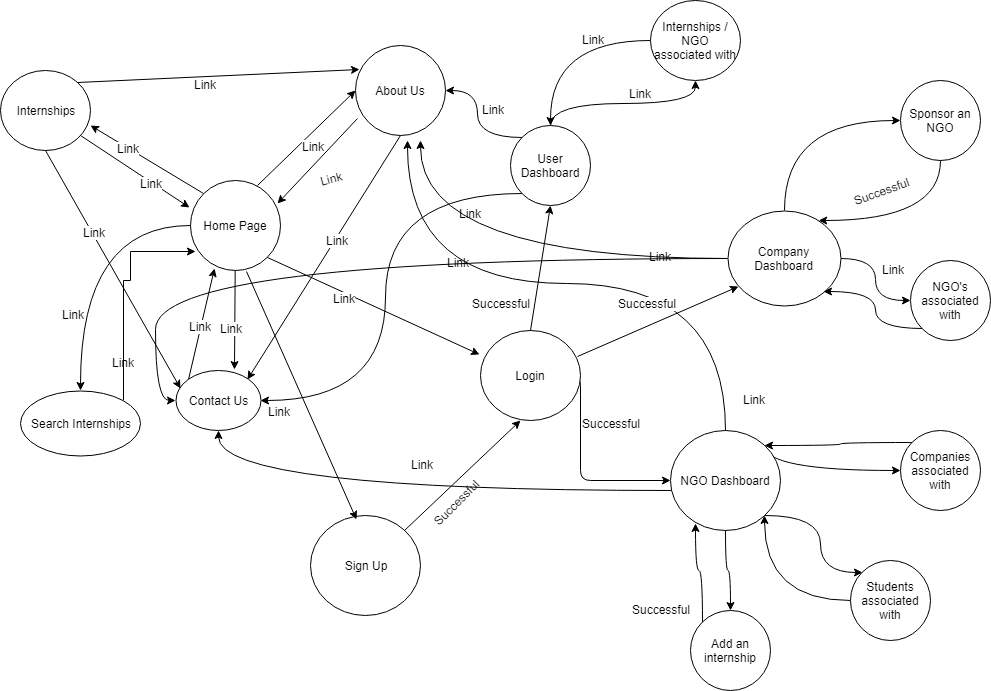 Internships /
NGO
associated with
Link
Link
Link
About Us
Internships
Link
Sponsor an
NGO
Link
Link
Link
Link
User
Dashboard
Successful
Home Page
Link
Link
Link
Link
Link
Link
Company
Dashboard
Link
NGO's
associated
with
Link
Successful
Successful
Link
Link
Link
Link
Login
Contact Us
Link
Link
Search Internships
Successful
Link
NGO Dashboard
Companies
associated
with
Successful
Sign Up
Students
associated
with
Successful
Add an
internship